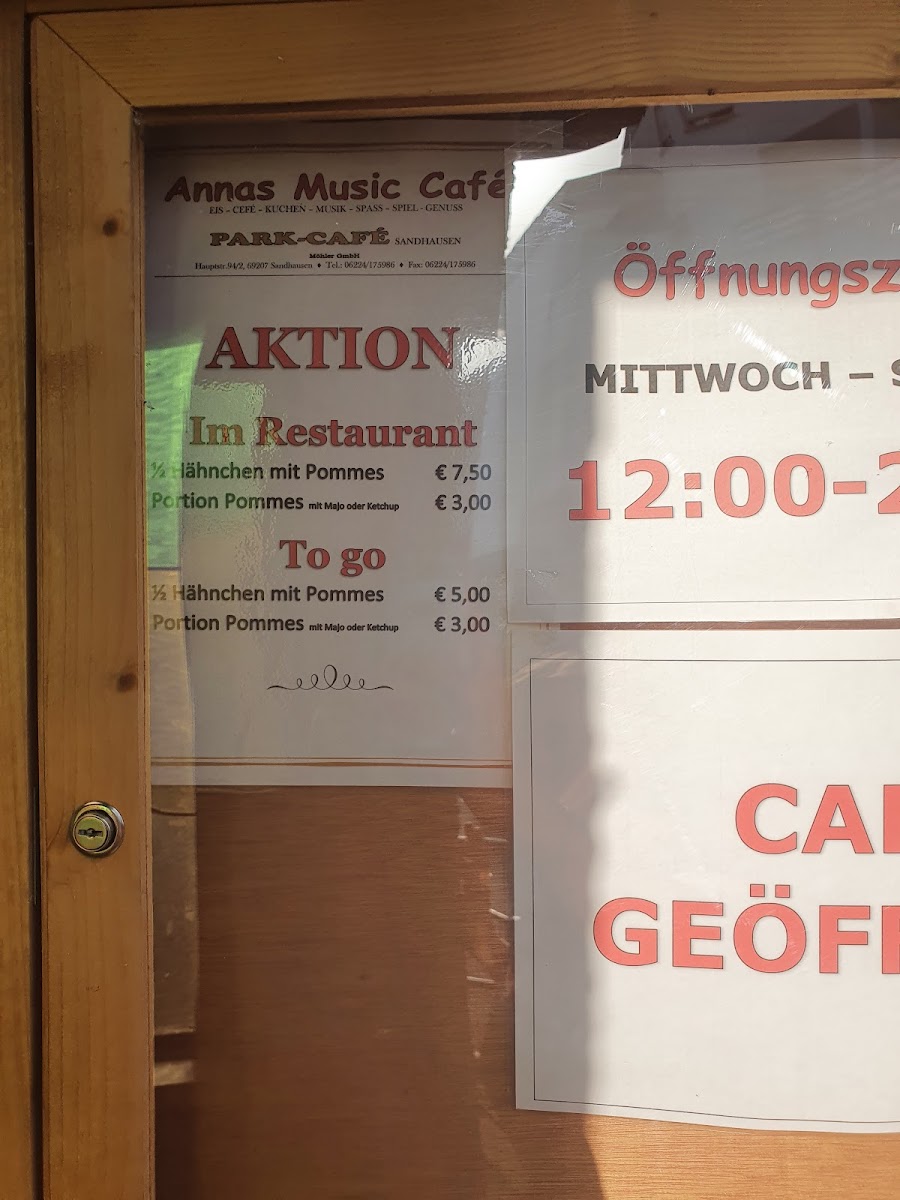 Annas Music Café
EIS – CEFÉ – KUCHEN – MUSIK – SPASS – SPIEL - GENUSS
PARK-CAFÉ SANDHAUSEN
Möhler GmbH
Hauptstr.94/2, 69207 Sandhausen ♦ Tel.: 06224/175986 ♦ Fax: 06224/175986
AKTION
Im Restaurant
½ Hähnchen mit Pommes € 7,50
Portion Pommes mit Majo oder Ketchup € 3,00
To go
½ Hähnchen mit Pommes € 5,00
Portion Pommes mit Majo oder Ketchup € 3,00
Öffnungsz
MITTWOCH – S
12:00-2
CAF
GEÖFF